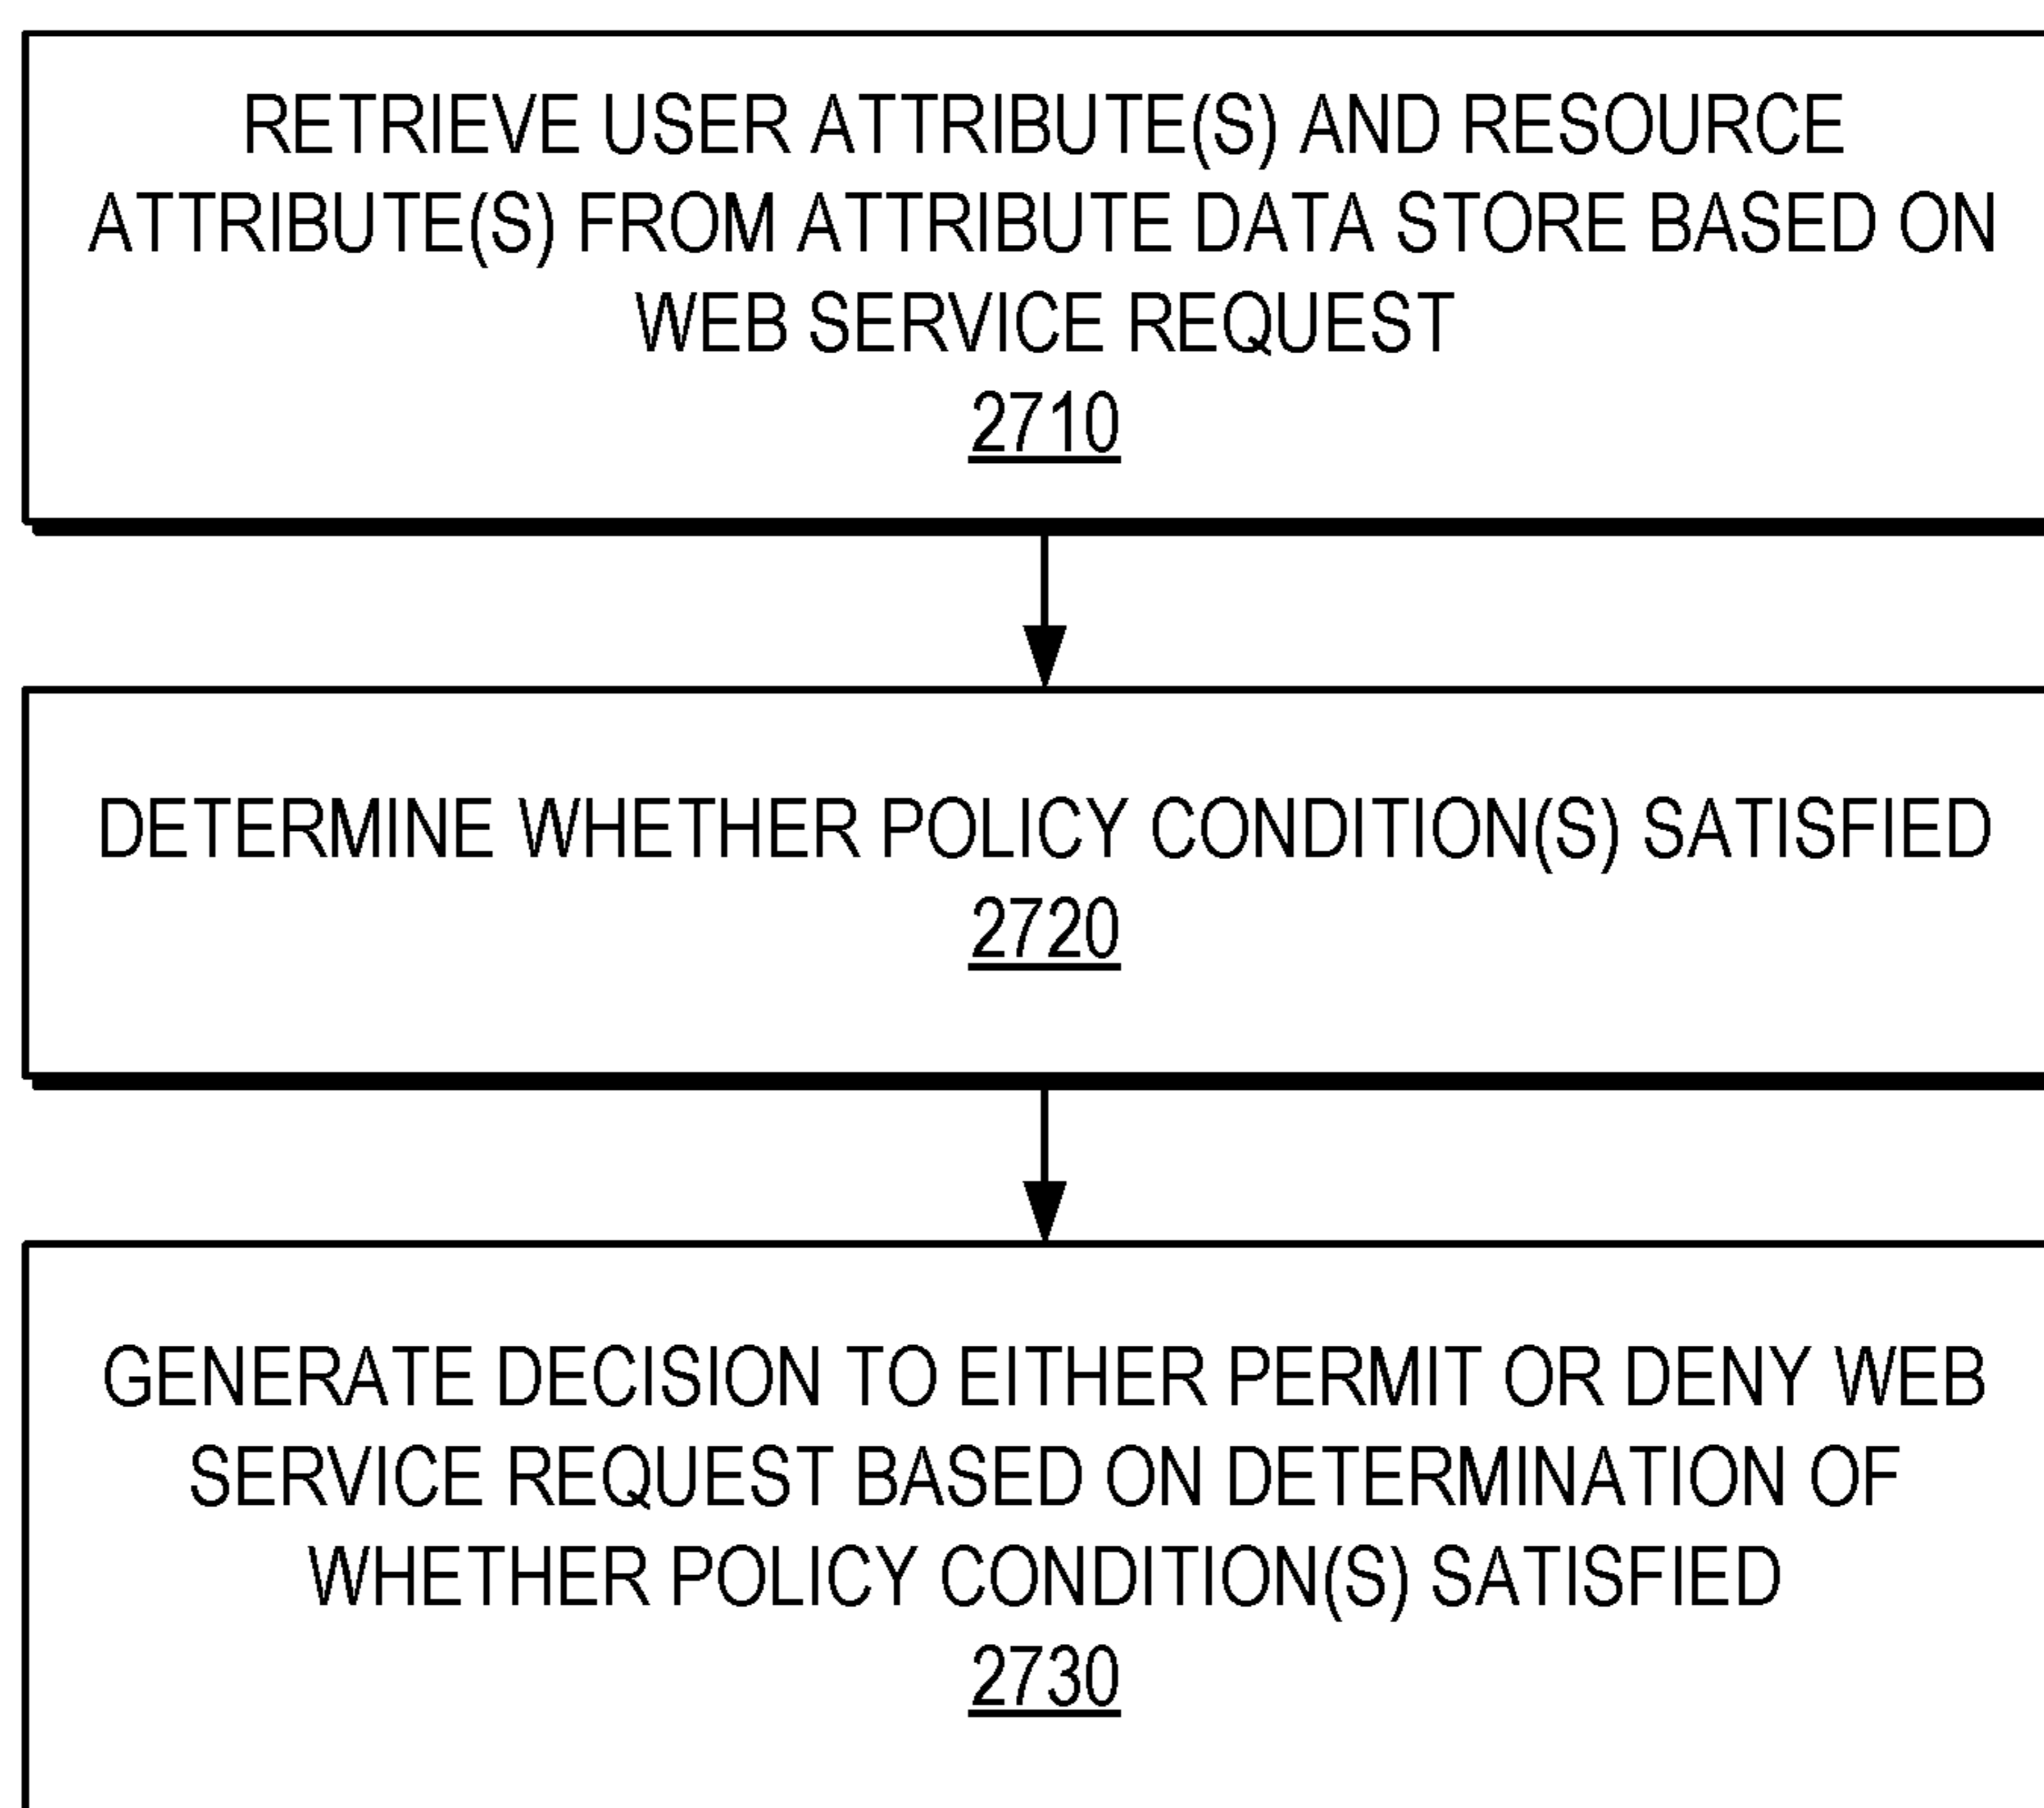 RETRIEVE USER ATTRIBUTE(S) AND RESOURCE
ATTRIBUTE(S) FROM ATTRIBUTE DATA STORE BASED ON
WEB SERVICE REQUEST
2710
DETERMINE WHETHER POLICY CONDITION(S) SATISFIED
2720
GENERATE DECISION TO EITHER PERMIT OR DENY WEB
SERVICE REQUEST BASED ON DETERMINATION OF
WHETHER POLICY CONDITION(S) SATISFIED
2730